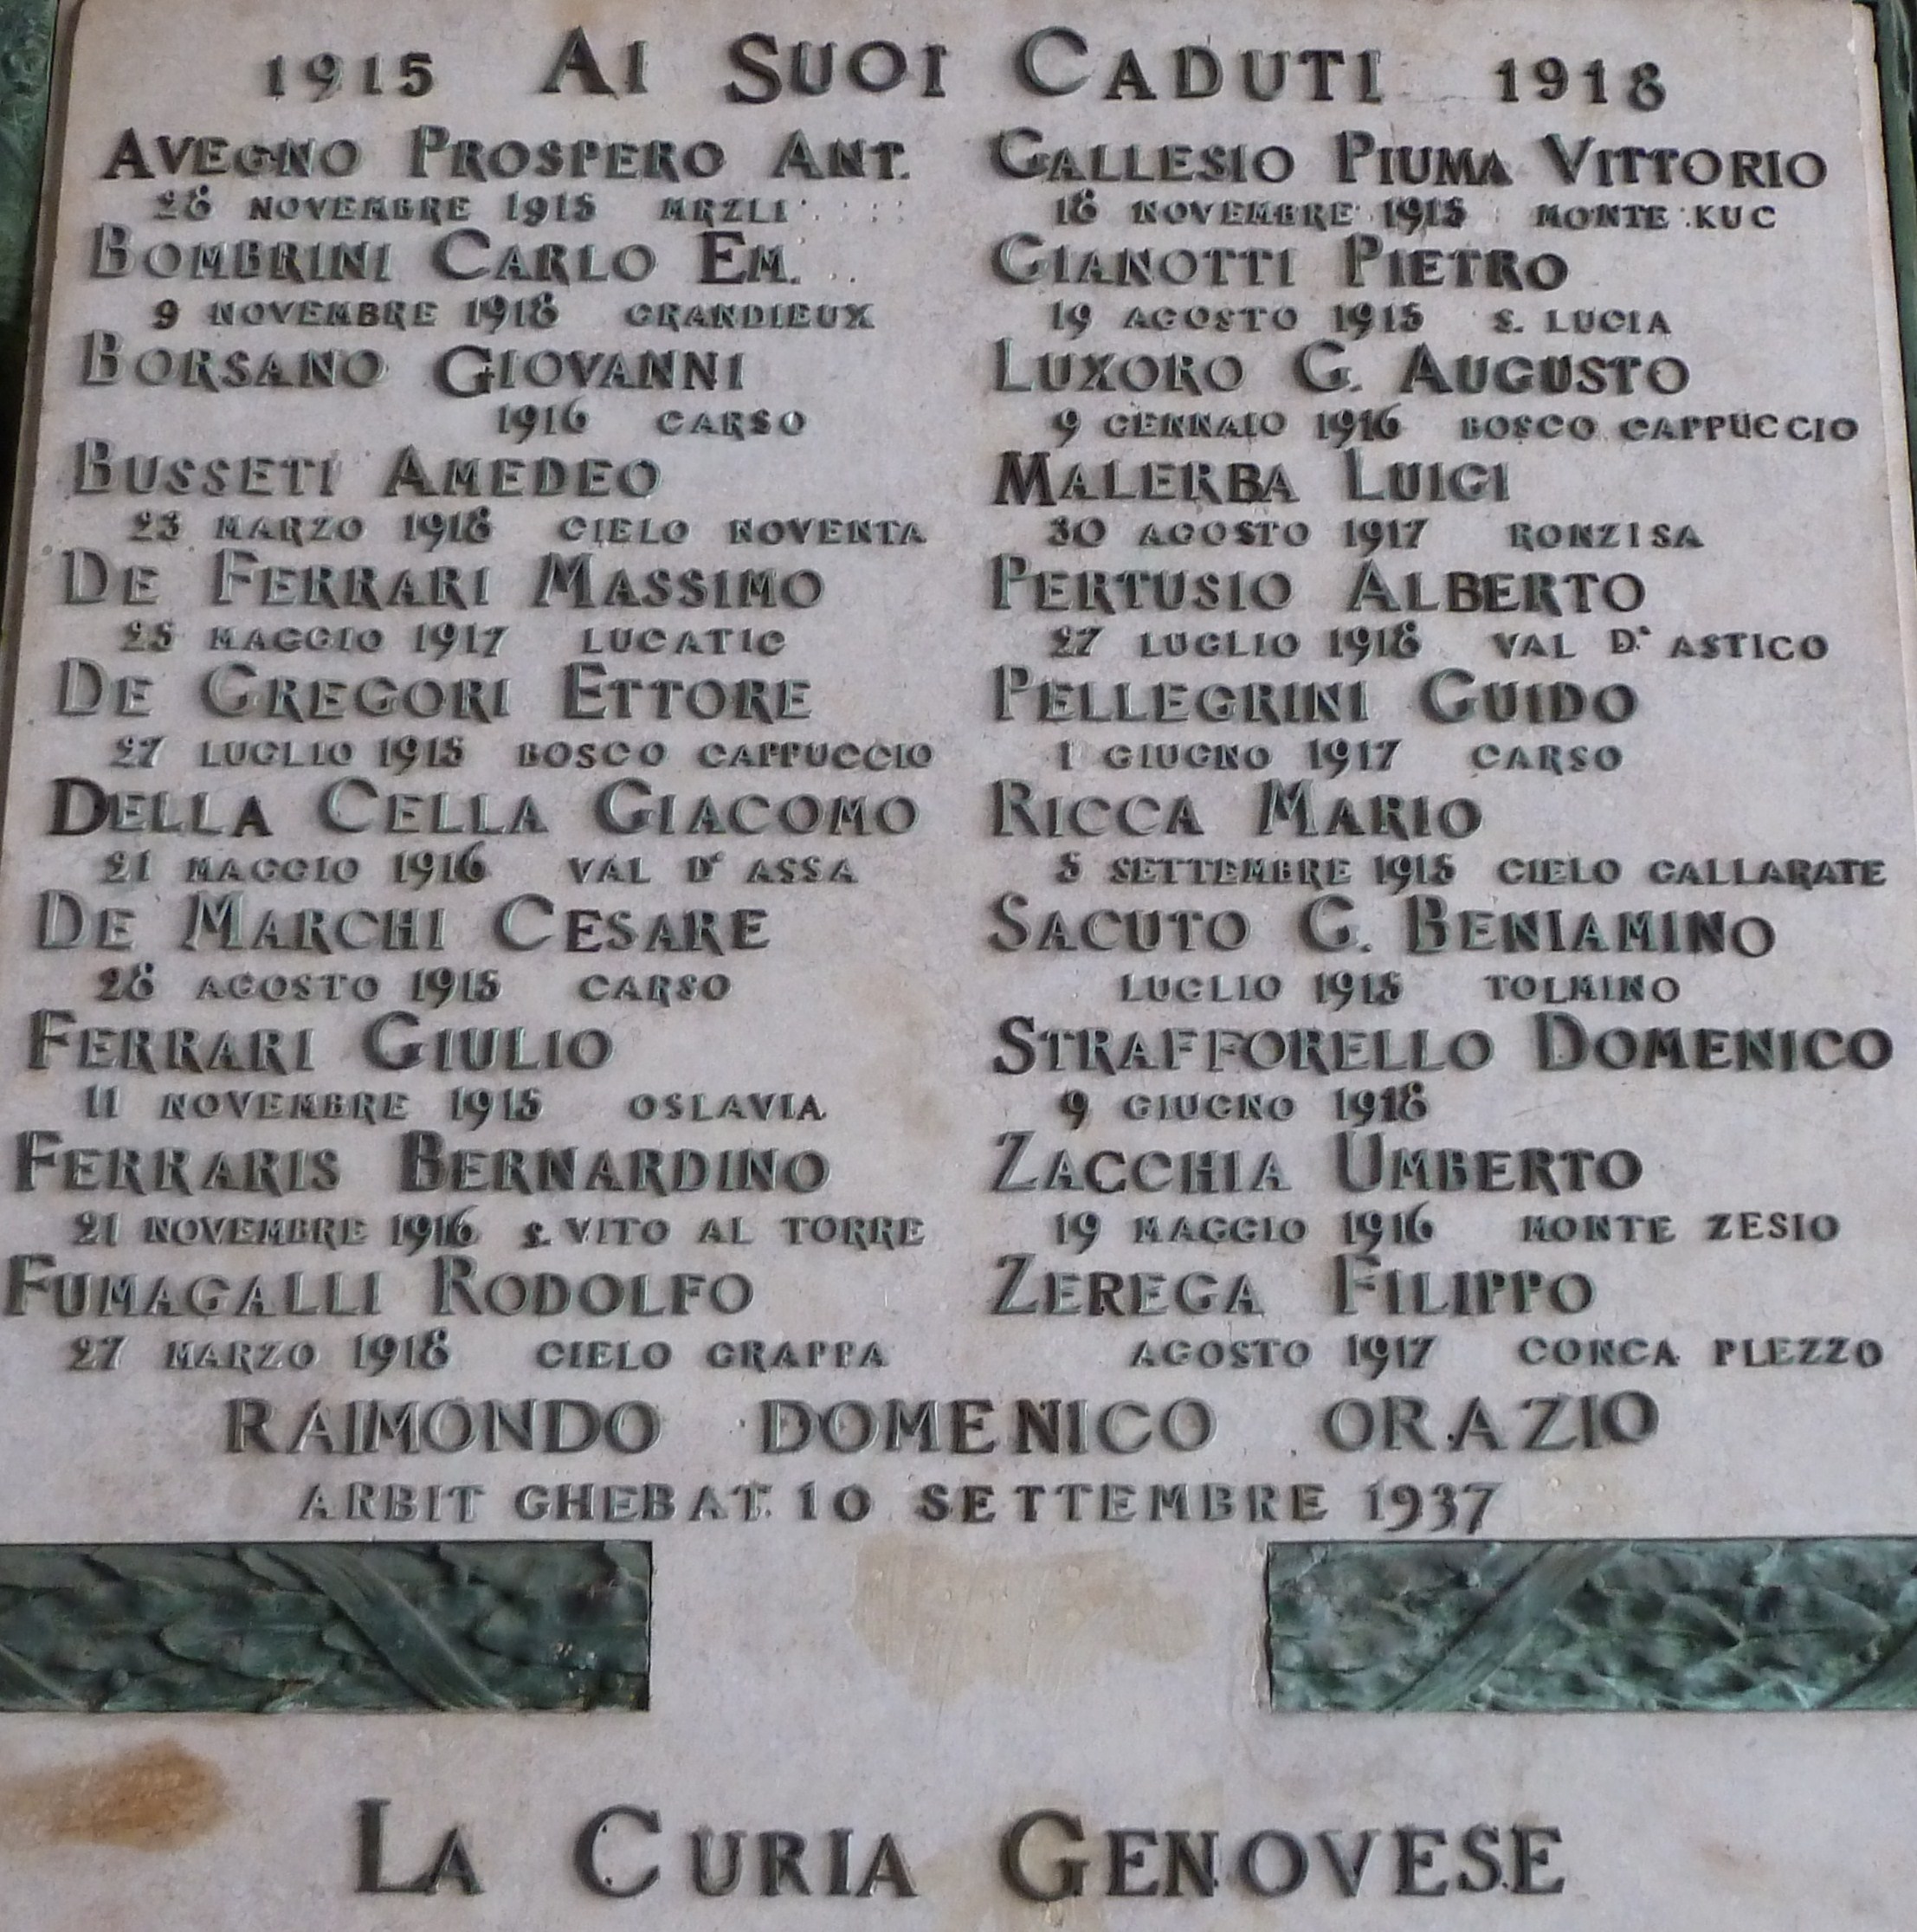 1915 AI SUOI CADUTI 1918
AVEGNO PROSPERO ANT.
28 NOVEMBRE 1915 MRZLI
BOMBRINI CARLO EM.
9 NOVEMBRE 1918 GRANDIEUX
BORSANO GIOVANNI
1916 CARSO
BUSSETI AMEDEO
23 MARZO 1918 CIELO NOVENTA
DE FERRARI MASSIMO
25 MAGGIO 1917 LUCATIC
DE GREGORI ETTORE
27 LUGLIO 1915 BOSCO CAPPUCCIO
DELLA CELLA GIACOMO
21 MAGGIO 1916 VAL D' ASSA
DE MARCHI CESARE
28 AGOSTO 1915 CARSO
FERRARI GIULIO
11 NOVEMBRE 1915 OSLAVIA
FERRARIS BERNARDINO
21 NOVEMBRE 1916 S. VITO AL TORRE
FUMAGALLI RODOLFO
27 MARZO 1918 CIELO GRAPPA
GALLESIO PIUMA VITTORIO
18 NOVEMBRE 1915 MONTE KUC
GIANOTTI PIETRO
19 AGOSTO 1915 S. LUCIA
LUXORO G. AUGUSTO
9 GENNAIO 1916 BOSCO CAPPUCCIO
MALERBA LUIGI
30 AGOSTO 1917 RONZISA
PERTUSIO ALBERTO
27 LUGLIO 1918 VAL D' ASTICO
PELLEGRINI GUIDO
1 GIUGNO 1917 CARSO
RICCA MARIO
5 SETTEMBRE 1915 CIELO GALLARATE
SACUTO G. BENIAMINO
LUGLIO 1915 TOLMINO
STRAFFORELLO DOMENICO
9 GIUGNO 1918
ZACCHIA UMBERTO
19 MAGGIO 1916 MONTE ZESIO
ZEREGA FILIPPO
AGOSTO 1917 CONCA PLEZZO
RAIMONDO DOMENICO ORAZIO
ARBIT GHEBAT. 10 SETTEMBRE 1937
LA CURIA GENOVESE